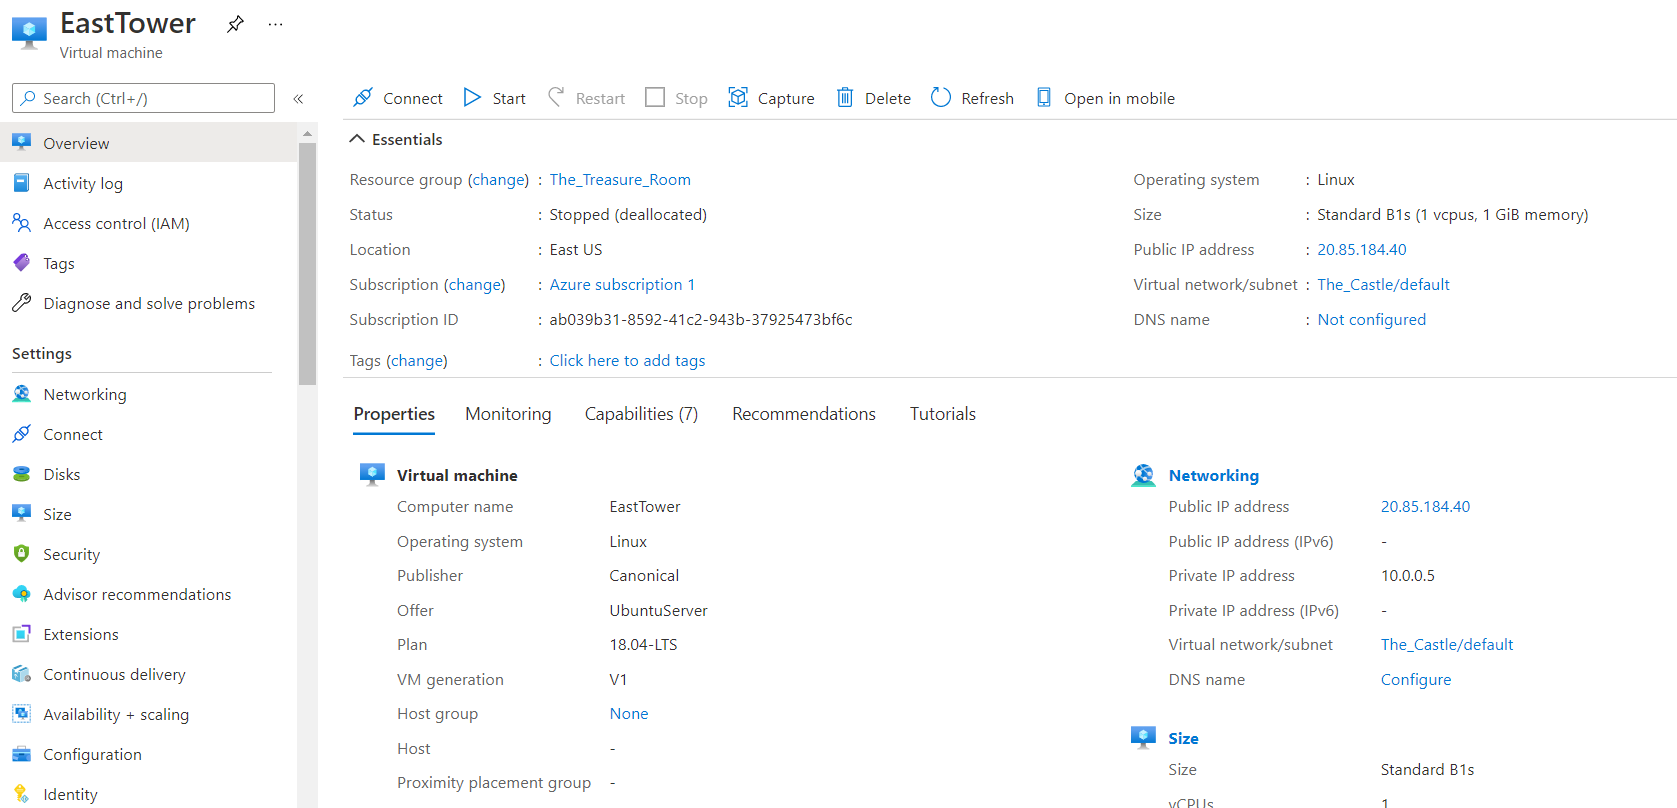 EastTower
...
Virtual machine
Search (Ctrl+/)
«
Overview
Activity log
Access control (IAM)
Tags
Diagnose and solve problems
Settings
Networking
Connect
Disks
Size
Security
Advisor recommendations
Extensions
Continuous delivery
Availability + scaling
Configuration
Identity
Connect Start Restart Stop Capture Delete Refresh Open in mobile
Essentials
Resource group (change) : The_Treasure_Room
Status : Stopped (deallocated)
Location : East US
Subscription (change) : Azure subscription 1
Subscription ID : ab039b31-8592-41c2-943b-37925473bf6c
Tags (change) : Click here to add tags
Operating system : Linux
Size : Standard B1s (1 vcpus, 1 GiB memory)
Public IP address : 20.85.184.40
Virtual network/subnet : The_Castle/default
DNS name : Not configured
Properties Monitoring Capabilities (7) Recommendations Tutorials
Virtual machine
Computer name EastTower
Operating system Linux
Publisher Canonical
Offer UbuntuServer
Plan 18.04-LTS
VM generation V1
Host group None
Host -
Proximity placement group -
Networking
Public IP address 20.85.184.40
Public IP address (IPv6) -
Private IP address 10.0.0.5
Private IP address (IPv6) -
Virtual network/subnet The_Castle/default
DNS name Configure
Size
Size Standard B1s
vCPUs 1